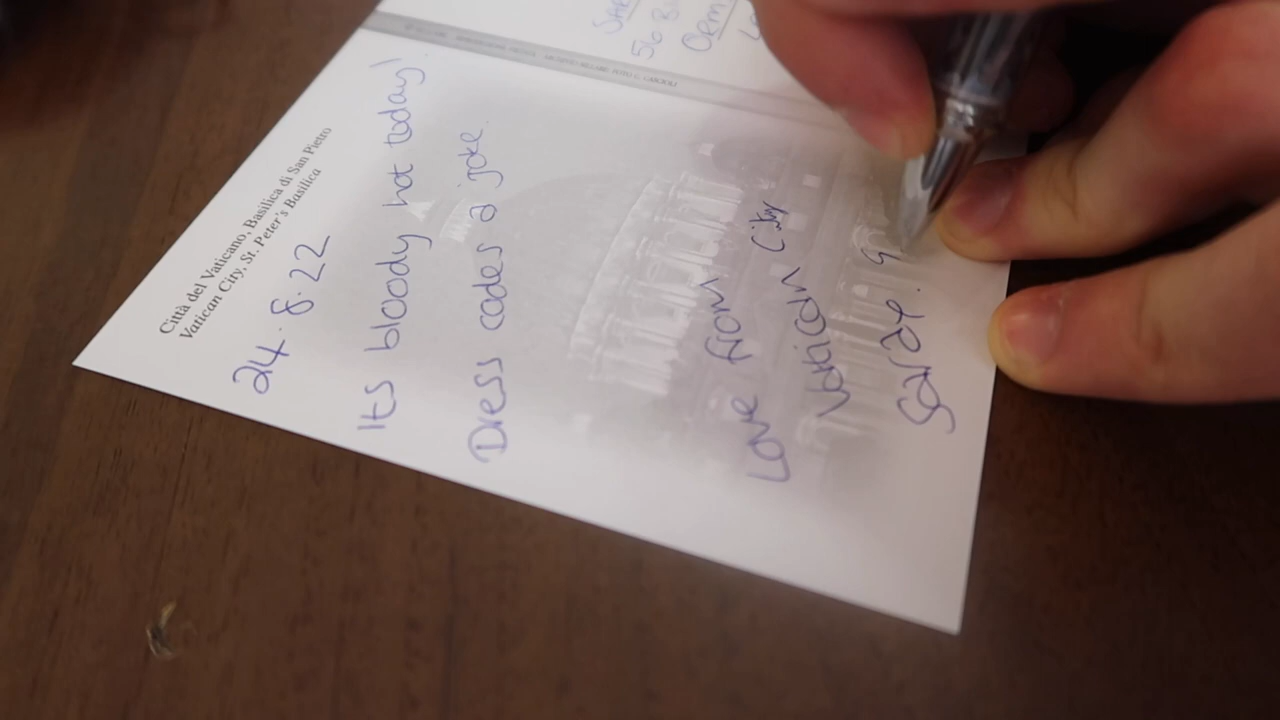 Città del Vaticano, Basilica di San Pietro
Vatican City, St. Peter's Basilica
24.8.22
Its bloody hot today!
Dress codes a joke.
Love from
Vatican City
56